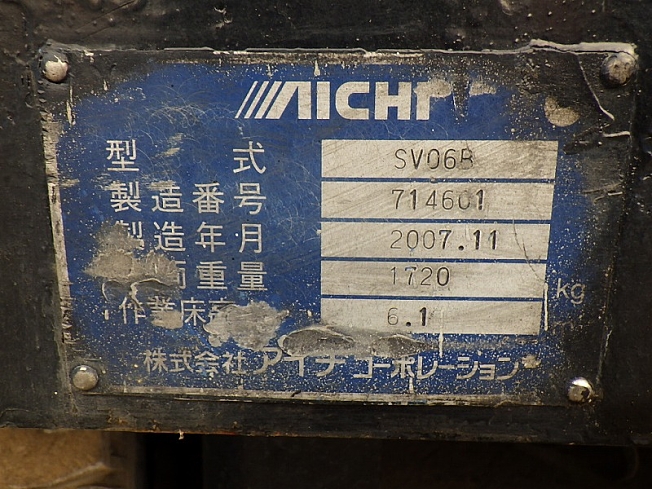 AICHI
型式 SV06B
製造番号 714601
製造年月 2007.11
重量 1720 kg
作業床高 6.1
株式会社 アイチコーポレーション